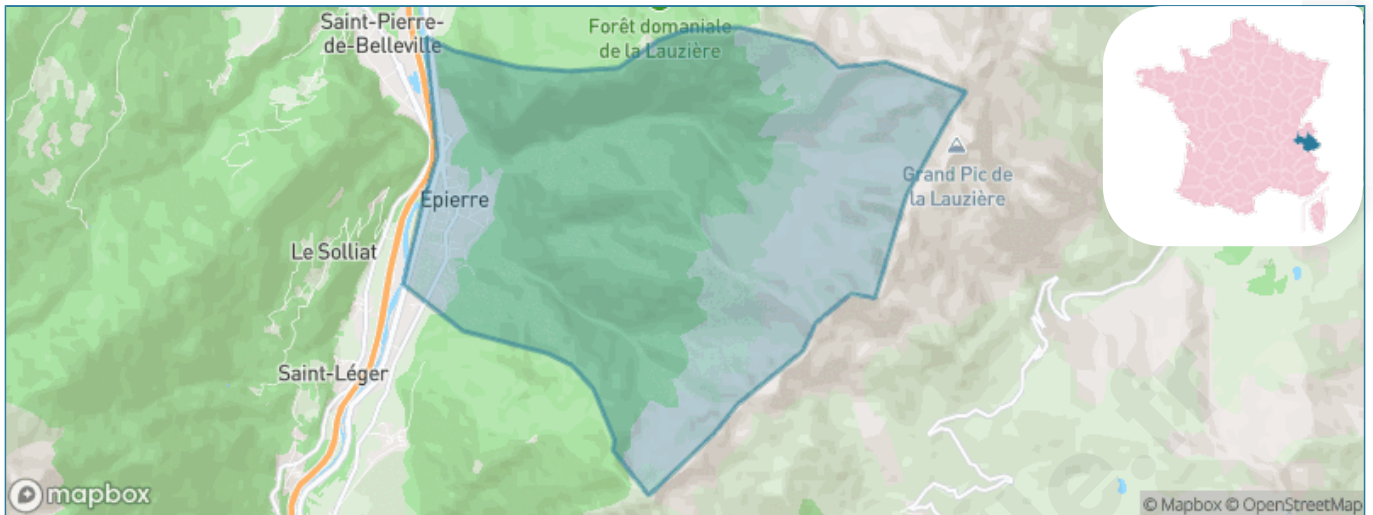 Saint-Pierre-
de-Belleville
Forêt domaniale
de la Lauzière
Grand Pic de
la Lauzière
Épierre
Le Solliat
Saint-Léger
mapbox
© Mapbox © OpenStreetMap